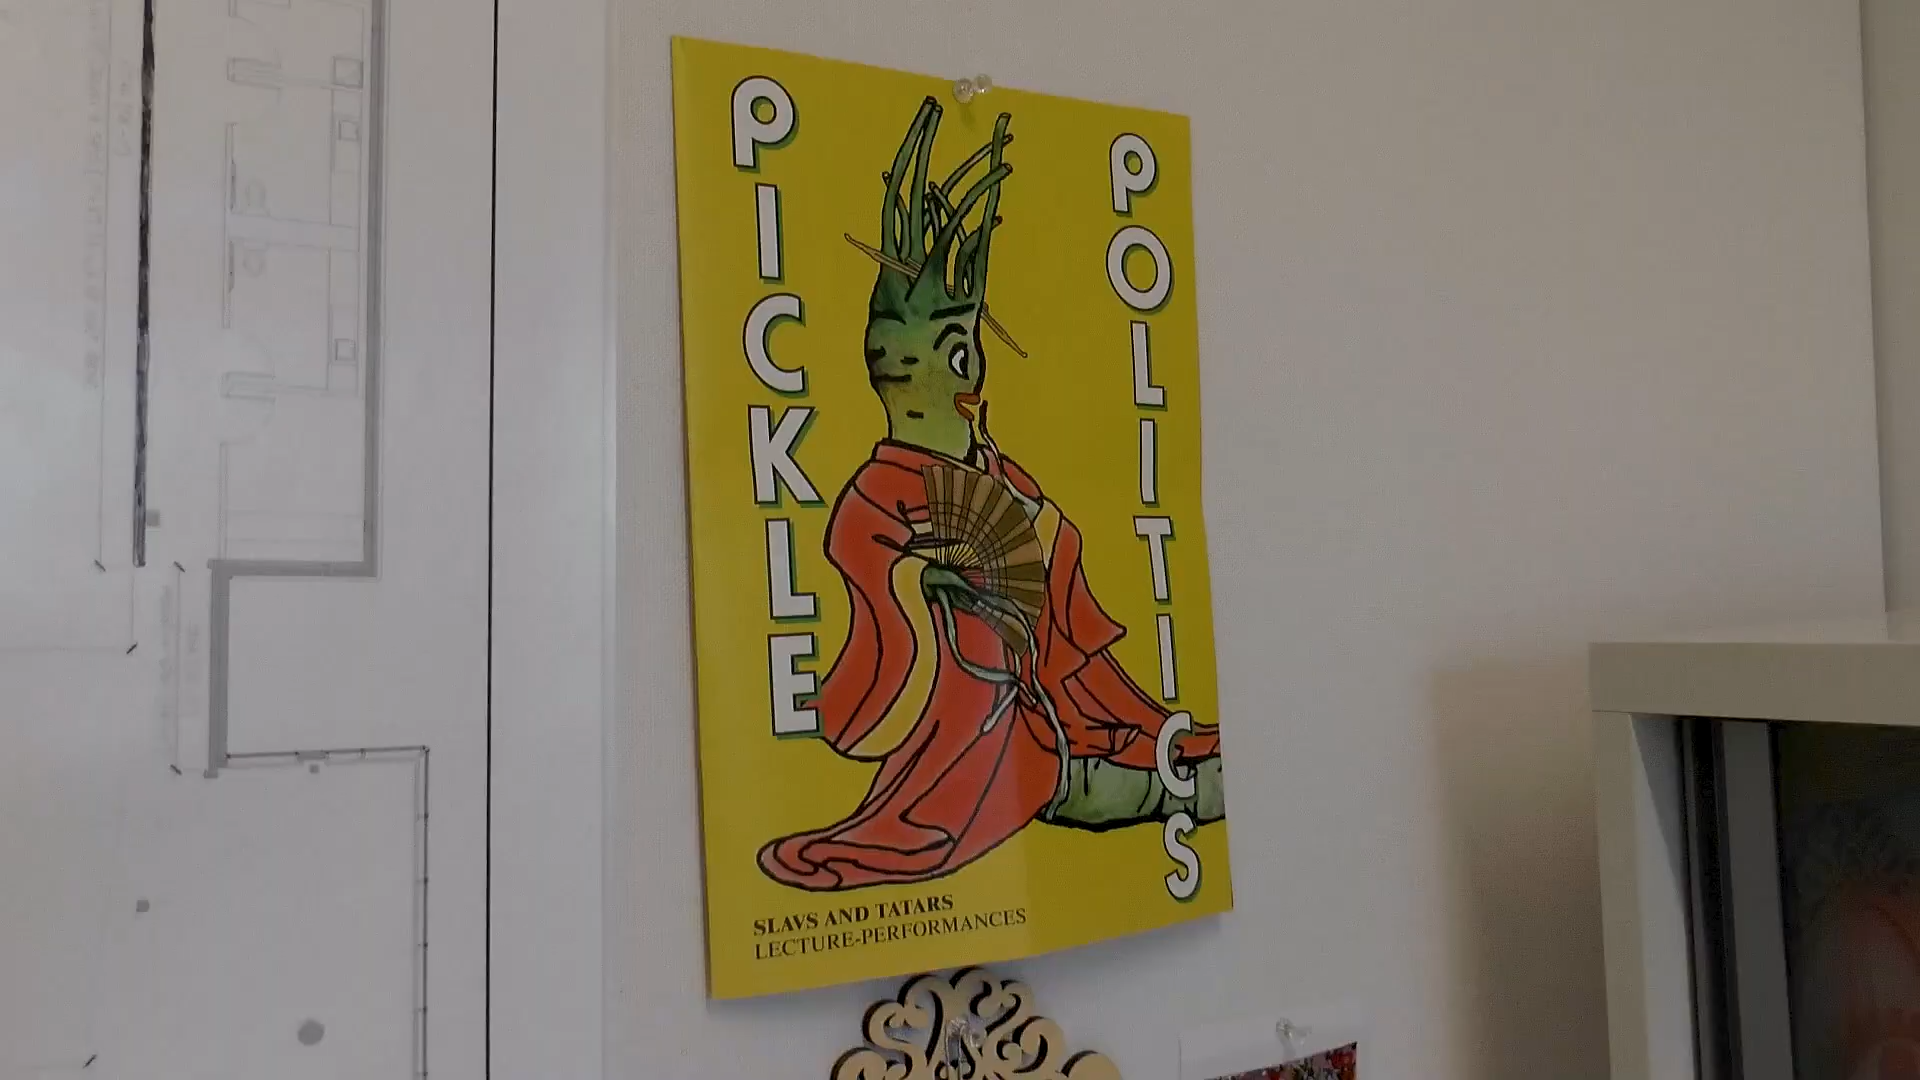 PICKLE
POLITICS
SLAVS AND TATARS
LECTURE-PERFORMANCES